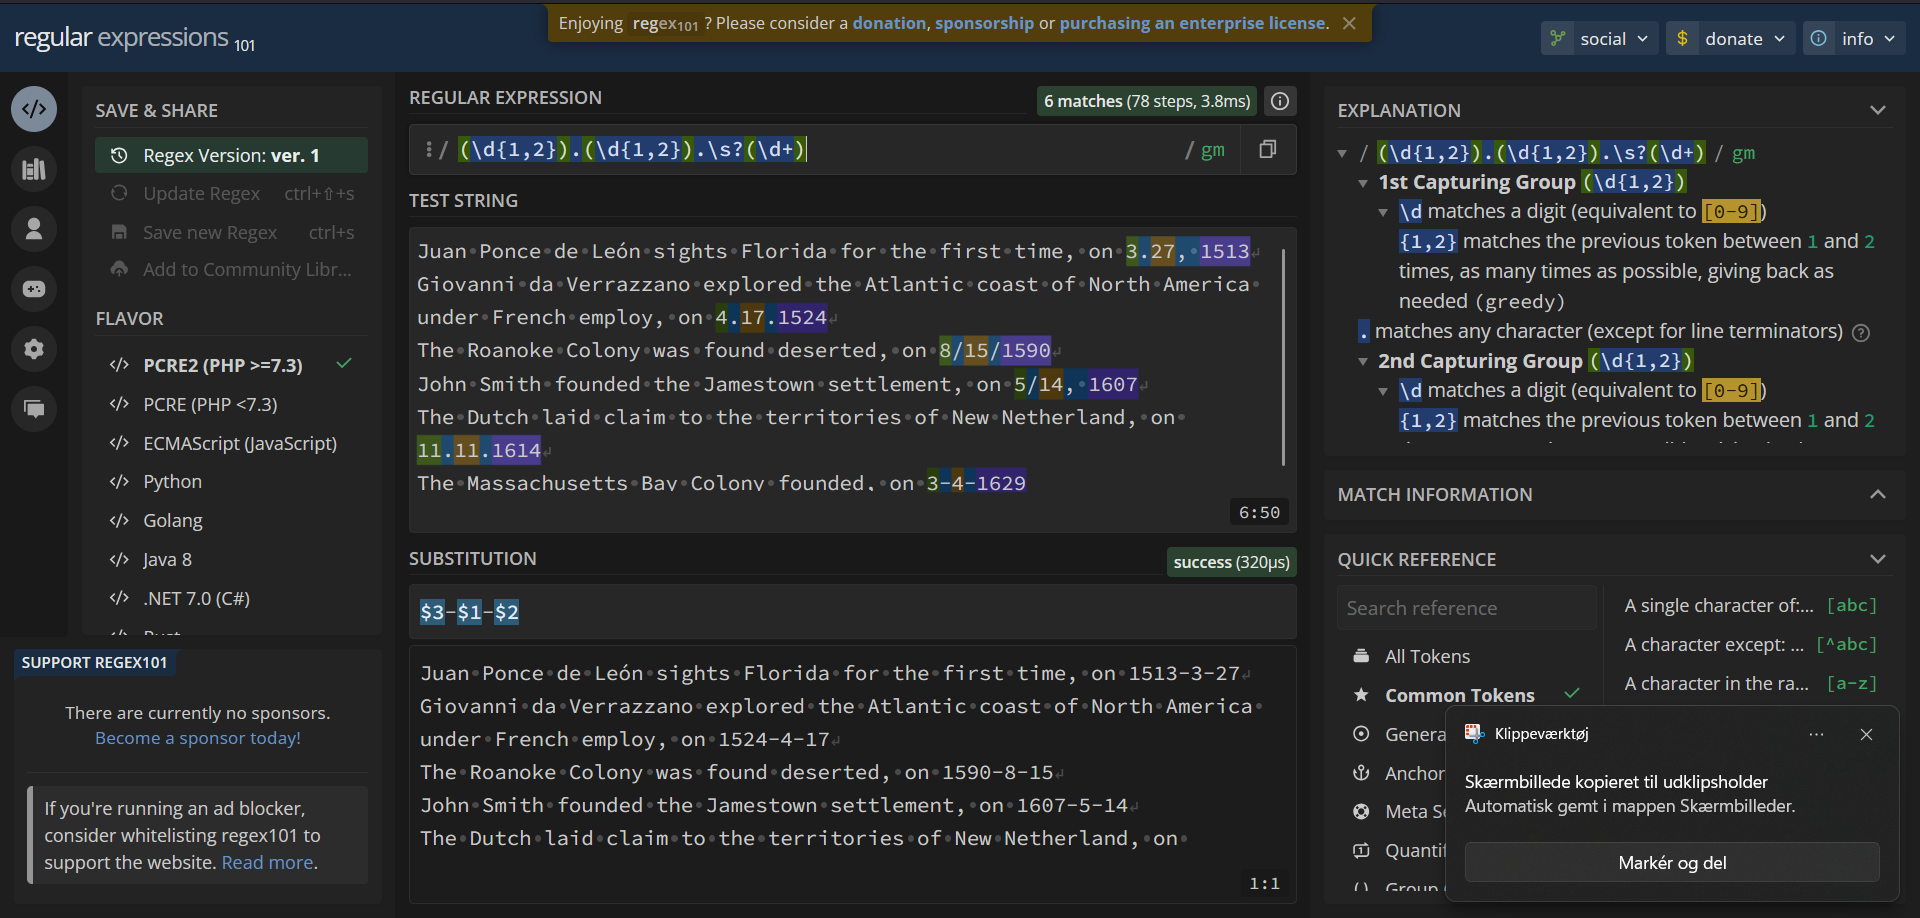 Enjoying regex101 ? Please consider a donation, sponsorship or purchasing an enterprise license.
regular expressions 101
social
donate
info
SAVE & SHARE
Regex Version: ver. 1
Update Regex ctrl+⇧+s
Save new Regex ctrl+s
Add to Community Libr...
FLAVOR
PCRE2 (PHP >=7.3)
PCRE (PHP <7.3)
ECMAScript (JavaScript)
Python
Golang
Java 8
.NET 7.0 (C#)
Rust
SUPPORT REGEX101
There are currently no sponsors.
Become a sponsor today!
If you're running an ad blocker,
consider whitelisting regex101 to
support the website. Read more.
REGULAR EXPRESSION
6 matches (78 steps, 3.8ms)
/ (\d{1,2}).(\d{1,2}).\s?(\d+) / gm
TEST STRING
Juan Ponce de León sights Florida for the first time, on 3.27, 1513
Giovanni da Verrazzano explored the Atlantic coast of North America
under French employ, on 4.17.1524
The Roanoke Colony was found deserted, on 8/15/1590
John Smith founded the Jamestown settlement, on 5/14, 1607
The Dutch laid claim to the territories of New Netherland, on
11.11.1614
The Massachusetts Bay Colony founded, on 3-4-1629
6:50
SUBSTITUTION
success (320µs)
$3-$1-$2
Juan Ponce de León sights Florida for the first time, on 1513-3-27
Giovanni da Verrazzano explored the Atlantic coast of North America
under French employ, on 1524-4-17
The Roanoke Colony was found deserted, on 1590-8-15
John Smith founded the Jamestown settlement, on 1607-5-14
The Dutch laid claim to the territories of New Netherland, on
1:1
EXPLANATION
/ (\d{1,2}).(\d{1,2}).\s?(\d+) / gm
1st Capturing Group (\d{1,2})
\d matches a digit (equivalent to [0-9])
{1,2} matches the previous token between 1 and 2
times, as many times as possible, giving back as
needed (greedy)
. matches any character (except for line terminators)
2nd Capturing Group (\d{1,2})
\d matches a digit (equivalent to [0-9])
{1,2} matches the previous token between 1 and 2
MATCH INFORMATION
QUICK REFERENCE
Search reference
All Tokens
Common Tokens
Genera
Anchor
Meta Se
Quantif
Group
A single character of:... [abc]
A character except: ... [^abc]
A character in the ra... [a-z]
Klippeværktøj
Skærmbillede kopieret til udklipsholder
Automatisk gemt i mappen Skærmbilleder.
Markér og del